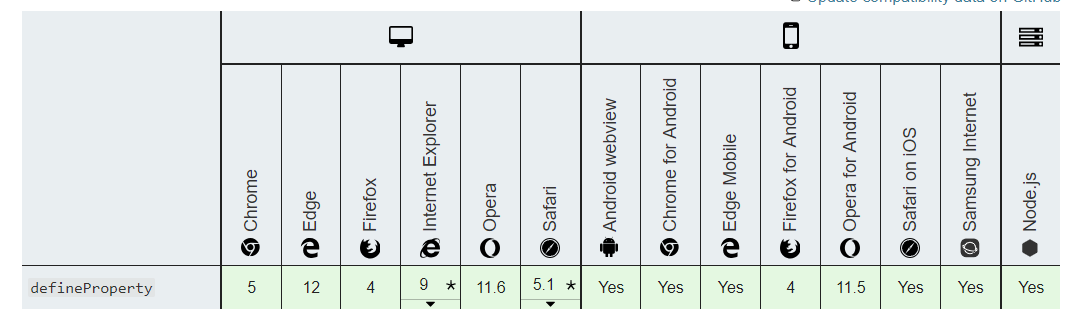 Update compatibility data on GitHub
Chrome
Edge
Firefox
Internet Explorer
Opera
Safari
Android webview
Chrome for Android
Edge Mobile
Firefox for Android
Opera for Android
Safari on iOS
Samsung Internet
Node.js
defineProperty 5 12 4 9 * 11.6 5.1 * Yes Yes Yes 4 11.5 Yes Yes Yes